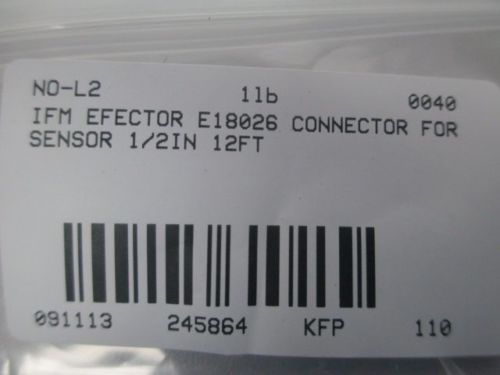 NO-L2 11b 0040
IFM EFECTOR E18026 CONNECTOR FOR
SENSOR 1/2IN 12FT
091113 245864 KFP 110